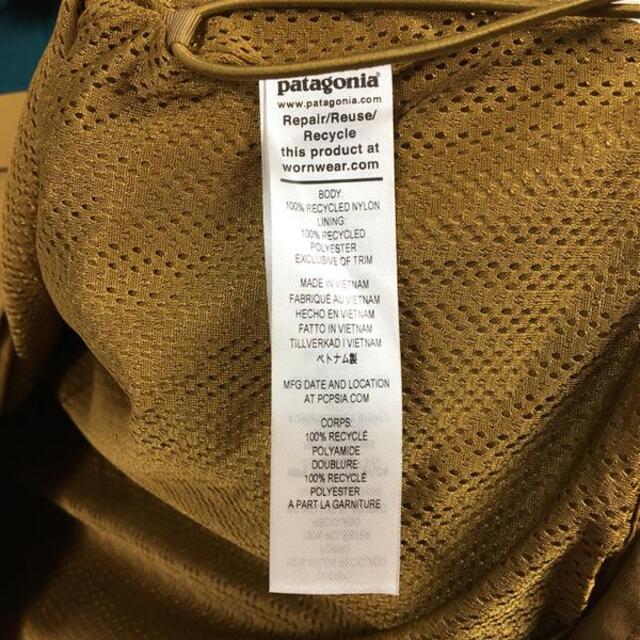 patagonia®
www.patagonia.com
Repair/Reuse/
Recycle
this product at
wornwear.com
BODY:
100% RECYCLED NYLON
LINING:
100% RECYCLED
POLYESTER
EXCLUSIVE OF TRIM
MADE IN VIETNAM
FABRIQUÉ AU VIETNAM
HECHO EN VIETNAM
FATTO IN VIETNAM
TILLVERKAD I VIETNAM
ベトナム製
MFG DATE AND LOCATION
AT PCPSIA.COM
CORPS:
100% RECYCLÉ
POLYAMIDE
DOUBLURE:
100% RECYCLÉ
POLYESTER
A PART LA GARNITURE